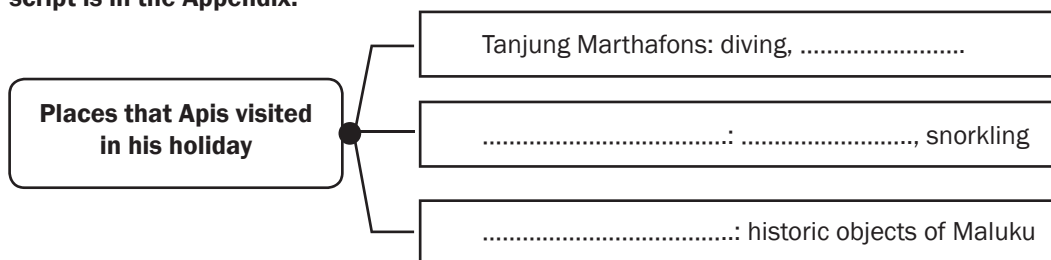 script is in the Appendix.
Tanjung Marthafons: diving, .........................
Places that Apis visited
in his holiday
.....................................: .........................., snorkling
......................................: historic objects of Maluku